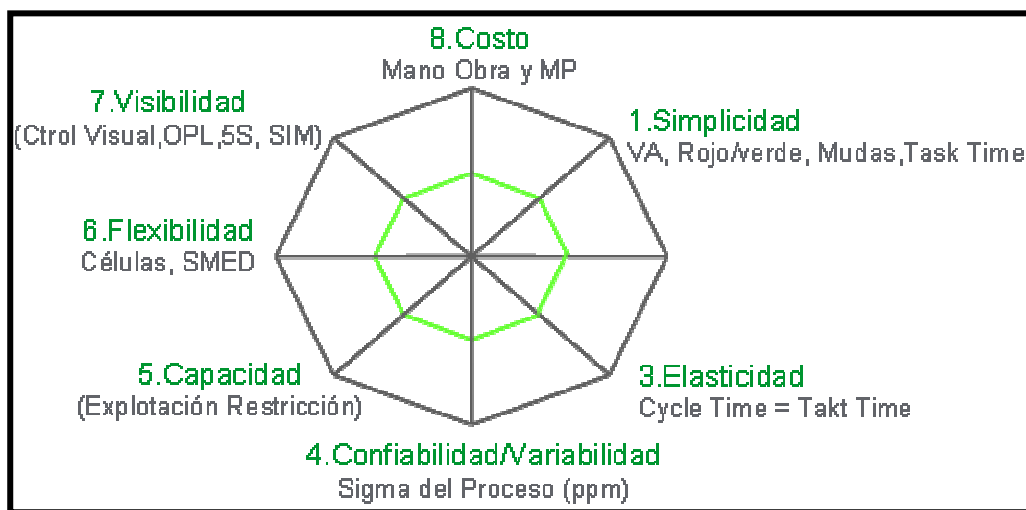 8.Costo
Mano Obra y MP
7.Visibilidad
(Ctrol Visual,OPL,5S, SIM)
1.Simplicidad
VA, Rojo/verde, Mudas,Task Time
6.Flexibilidad
Células, SMED
5.Capacidad
(Explotación Restricción)
3.Elasticidad
Cycle Time = Takt Time
4.Confiabilidad/Variabilidad
Sigma del Proceso (ppm)